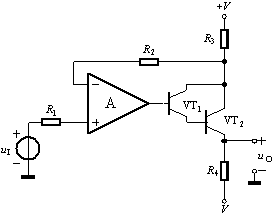 +V
R2
R3
−
A
VT1
R1
+
VT2
+
uI
−
+
uO
−
R4
V